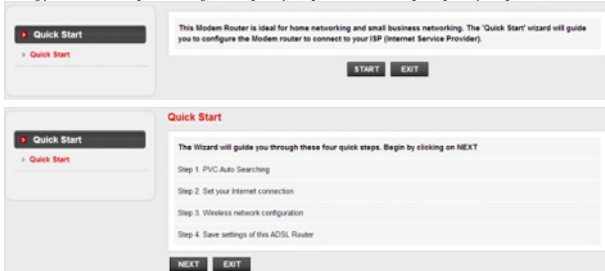 Quick Start
Quick Start
This Modem Router is ideal for home networking and small business networking. The 'Quick Start' wizard will guide
you to configure the Modem router to connect to your ISP (Internet Service Provider).
START EXIT
Quick Start
Quick Start
Quick Start
The Wizard will guide you through these four quick steps. Begin by clicking on NEXT
Step 1. PVC Auto Searching
Step 2. Set your Internet connection
Step 3. Wireless network configuration
Step 4. Save settings of this ADSL Router
NEXT EXIT